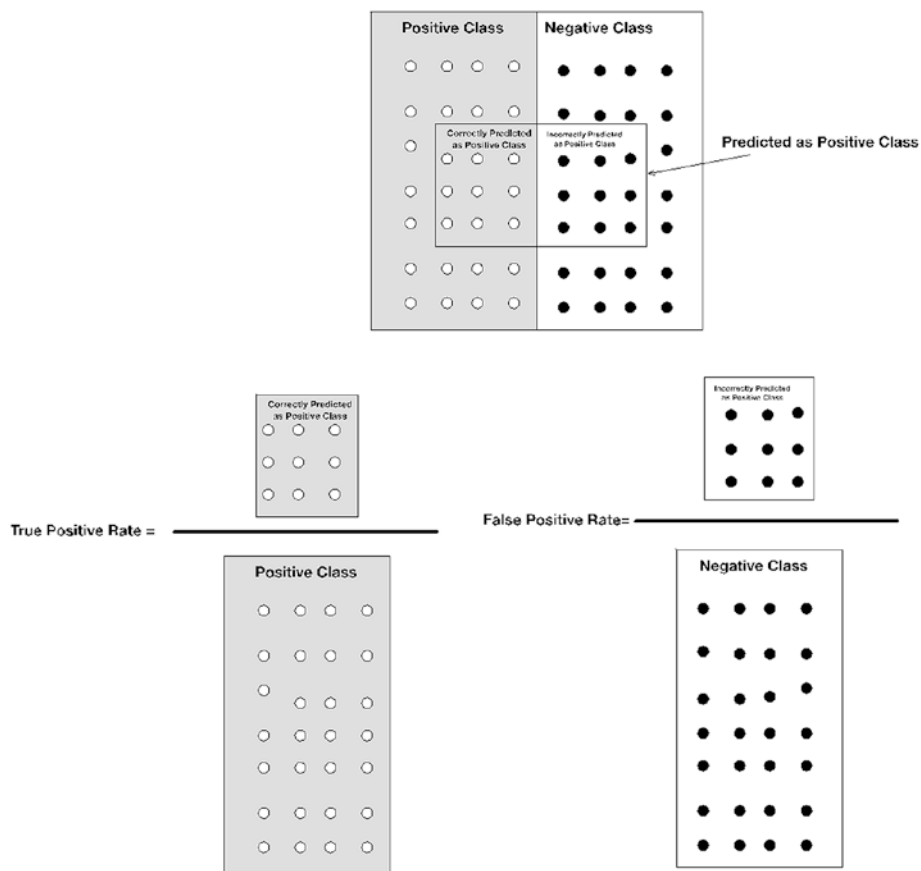 Positive Class
Negative Class
Correctly Predicted
as Positive Class
Incorrectly Predicted
as Positive Class
Predicted as Positive Class
Correctly Predicted
as Positive Class
Incorrectly Predicted
as Positive Class
True Positive Rate =
False Positive Rate=
Positive Class
Negative Class